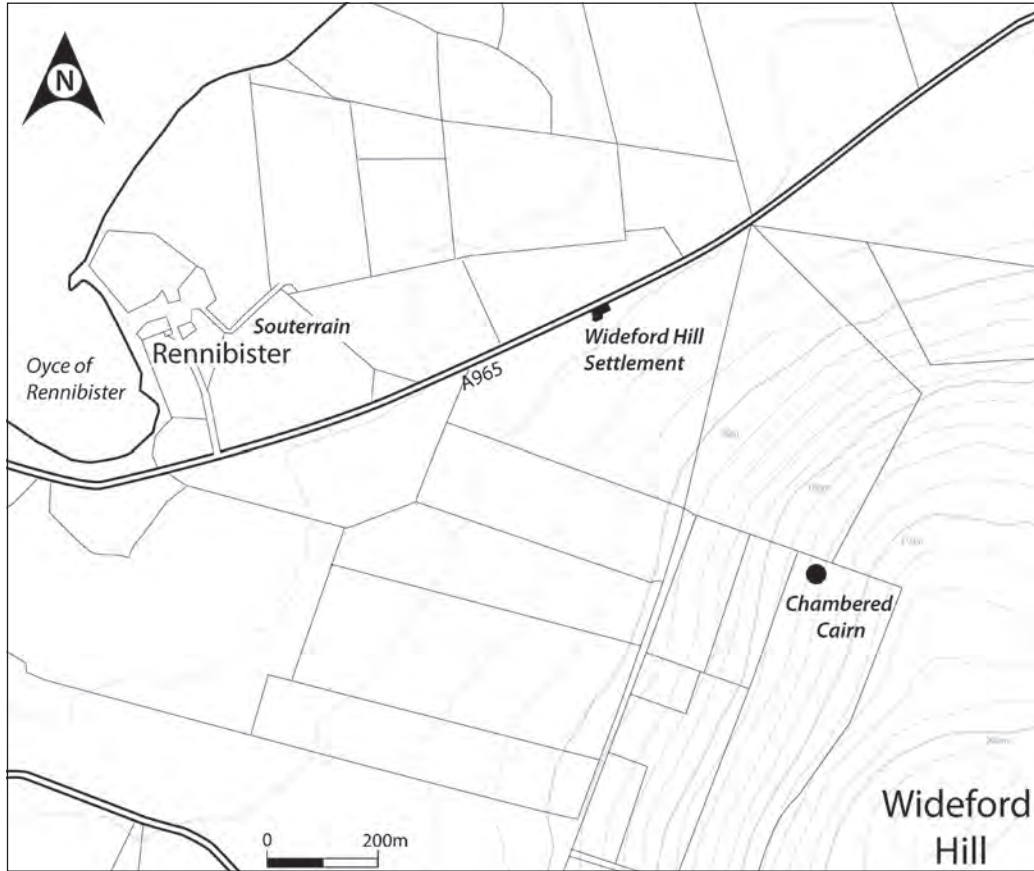 N
Souterrain
Rennibister
Oyce of
Rennibister
A965
Wideford Hill
Settlement
Chambered
Cairn
0
200m
Wideford
Hill